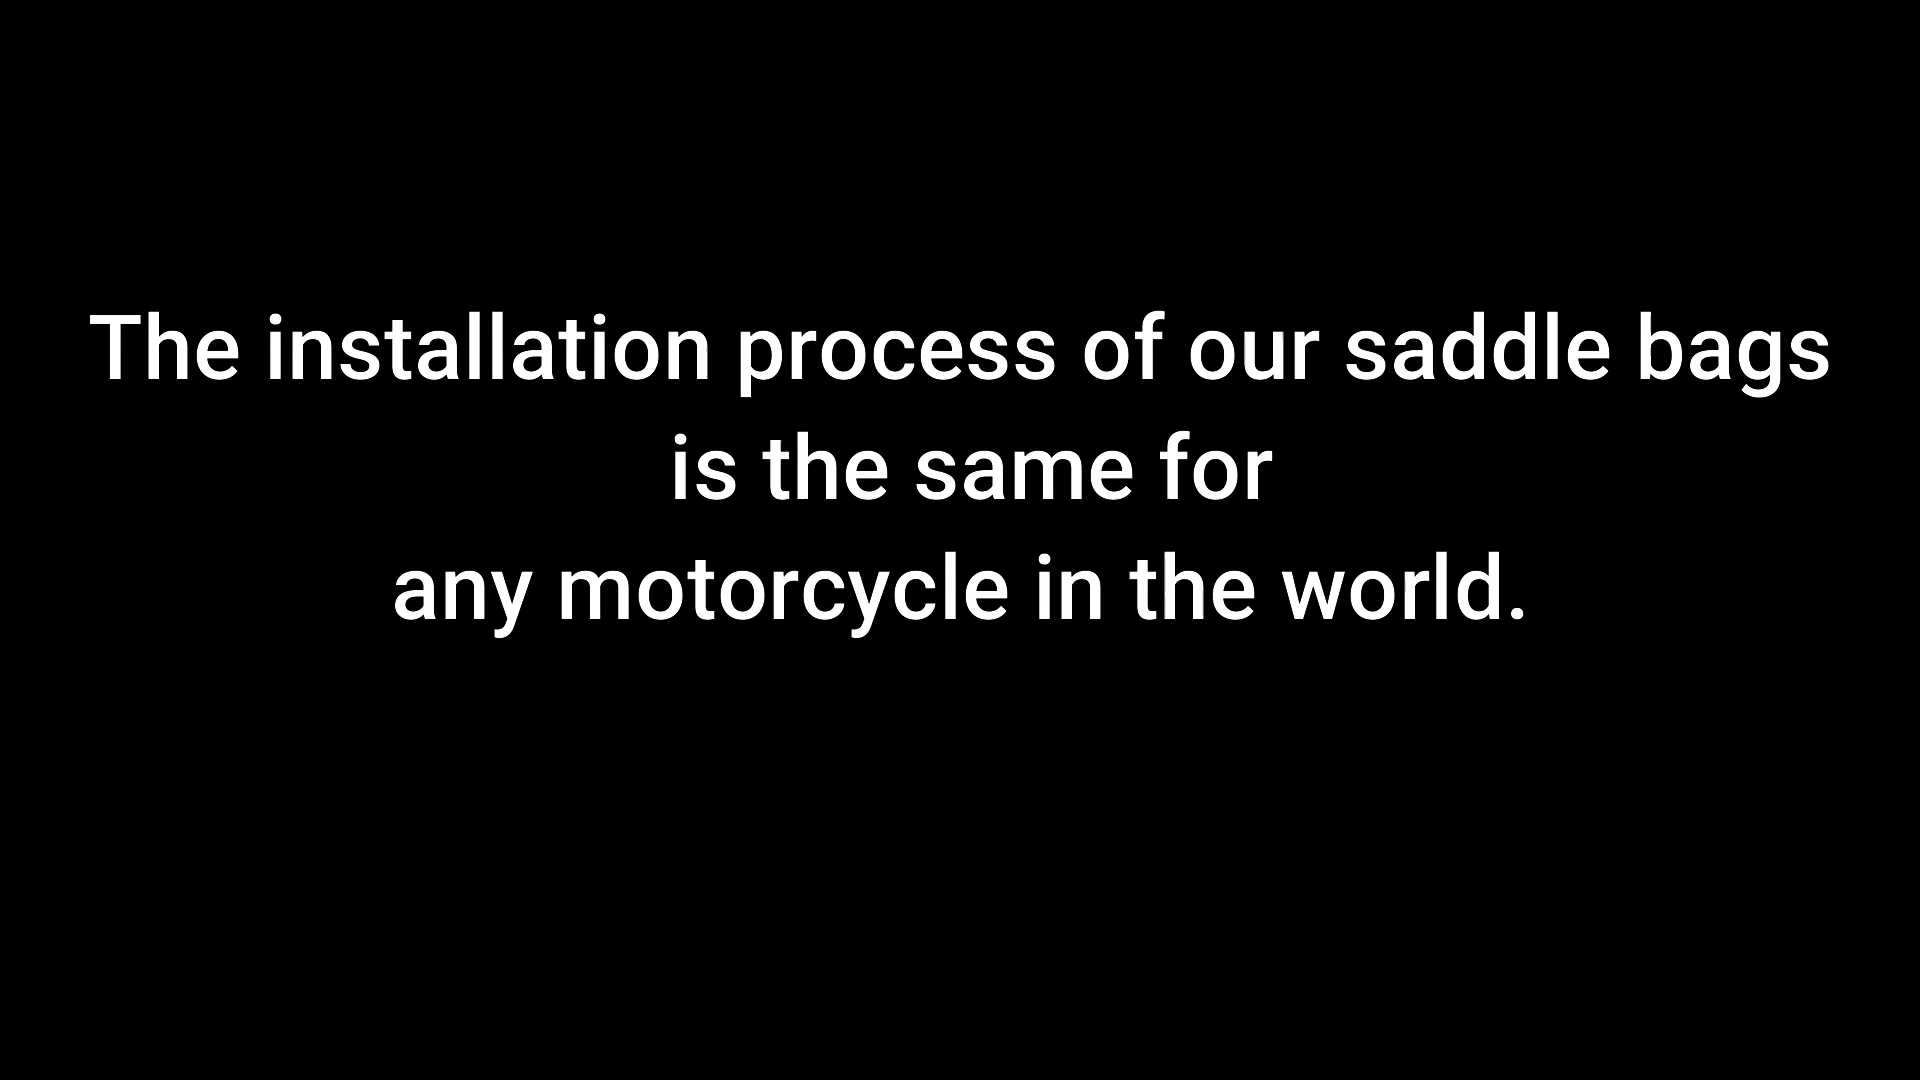 The installation process of our saddle bags
is the same for
any motorcycle in the world.